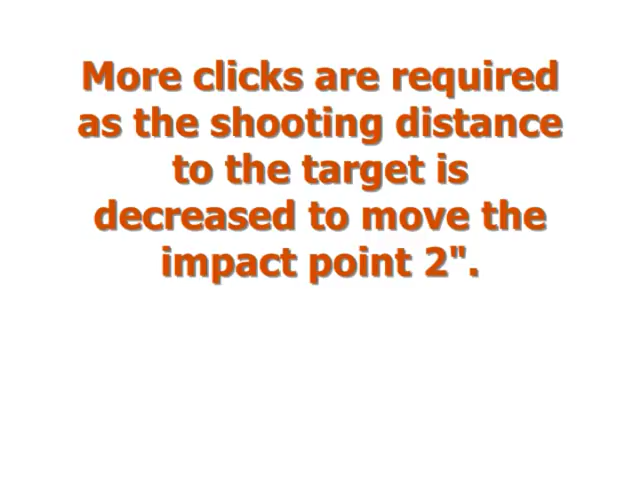 More clicks are required
as the shooting distance
to the target is
decreased to move the
impact point 2".